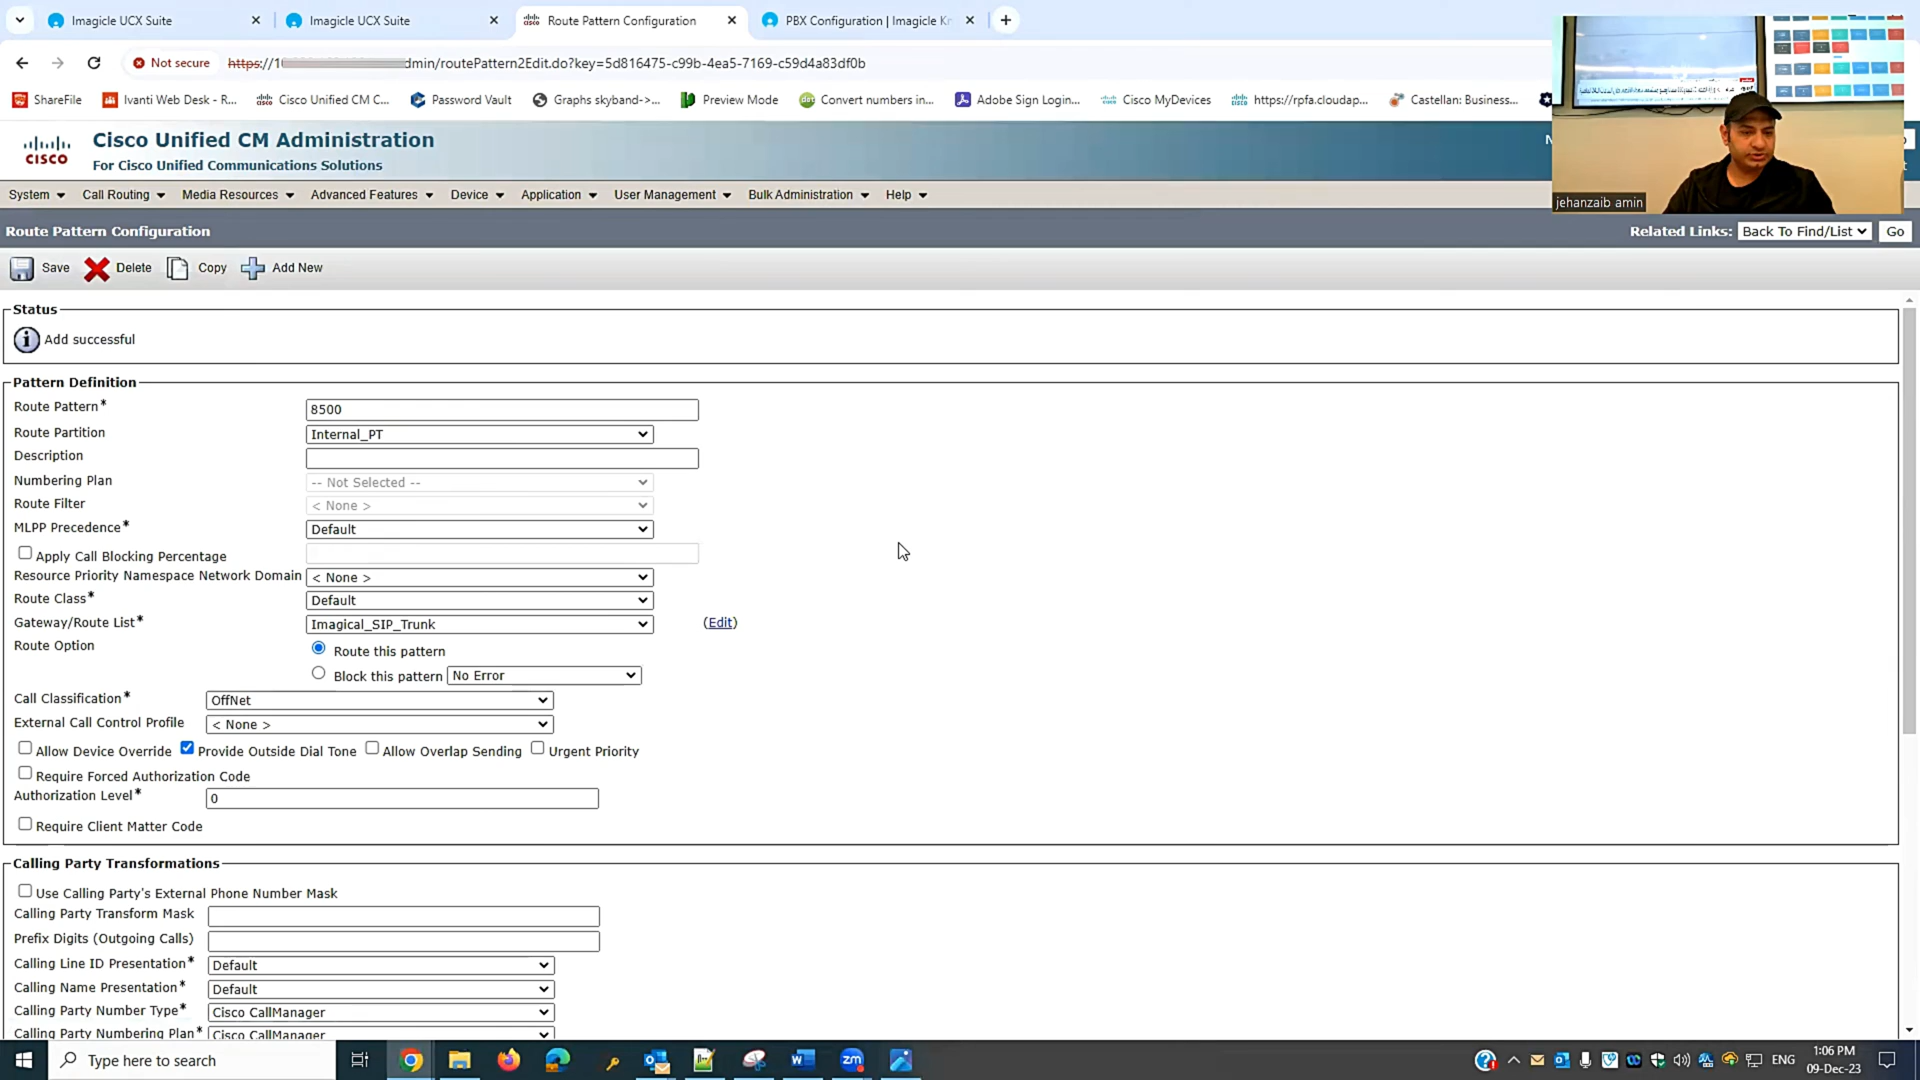 Imagicle UCX Suite
Imagicle UCX Suite
Route Pattern Configuration
PBX Configuration | Imagicle Kn
Not secure
https://10
dmin/routePattern2Edit.do?key=5d816475-c99b-4ea5-7169-c59d4a83df0b
ShareFile
Ivanti Web Desk - R...
Cisco Unified CM C...
Password Vault
Graphs skyband->...
Preview Mode
Convert numbers in...
Adobe Sign Login...
Cisco MyDevices
https://rpfa.cloudap...
Castellan: Business...
CISCO
Cisco Unified CM Administration
For Cisco Unified Communications Solutions
jehanzaib amin
System
Call Routing
Media Resources
Advanced Features
Device
Application
User Management
Bulk Administration
Help
Route Pattern Configuration
Related Links:
Back To Find/List
Go
Save
Delete
Copy
Add New
Status
Add successful
Pattern Definition
Route Pattern* 8500
Route Partition Internal_PT
Description
Numbering Plan -- Not Selected --
Route Filter < None >
MLPP Precedence* Default
Apply Call Blocking Percentage
Resource Priority Namespace Network Domain < None >
Route Class* Default
Gateway/Route List* Imagical_SIP_Trunk (Edit)
Route Option Route this pattern
Block this pattern No Error
Call Classification* OffNet
External Call Control Profile < None >
Allow Device Override Provide Outside Dial Tone Allow Overlap Sending Urgent Priority
Require Forced Authorization Code
Authorization Level* 0
Require Client Matter Code
Calling Party Transformations
Use Calling Party's External Phone Number Mask
Calling Party Transform Mask
Prefix Digits (Outgoing Calls)
Calling Line ID Presentation* Default
Calling Name Presentation* Default
Calling Party Number Type* Cisco CallManager
Calling Party Numbering Plan* Cisco CallManager
Type here to search
zm
ENG
1:06 PM
09-Dec-23